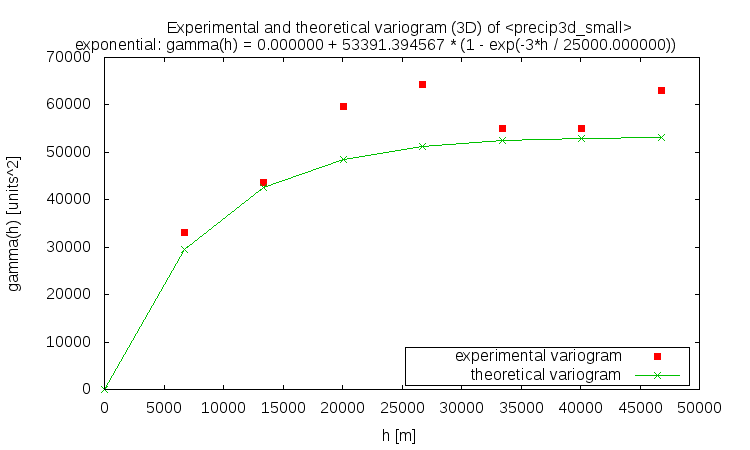 Experimental and theoretical variogram (3D) of <precip3d_small>
exponential: gamma(h) = 0.000000 + 53391.394567 * (1 - exp(-3*h / 25000.000000))
70000
60000
50000
40000
30000
20000
10000
0
gamma(h) [units^2]
experimental variogram
theoretical variogram
0 5000 10000 15000 20000 25000 30000 35000 40000 45000 50000
h [m]